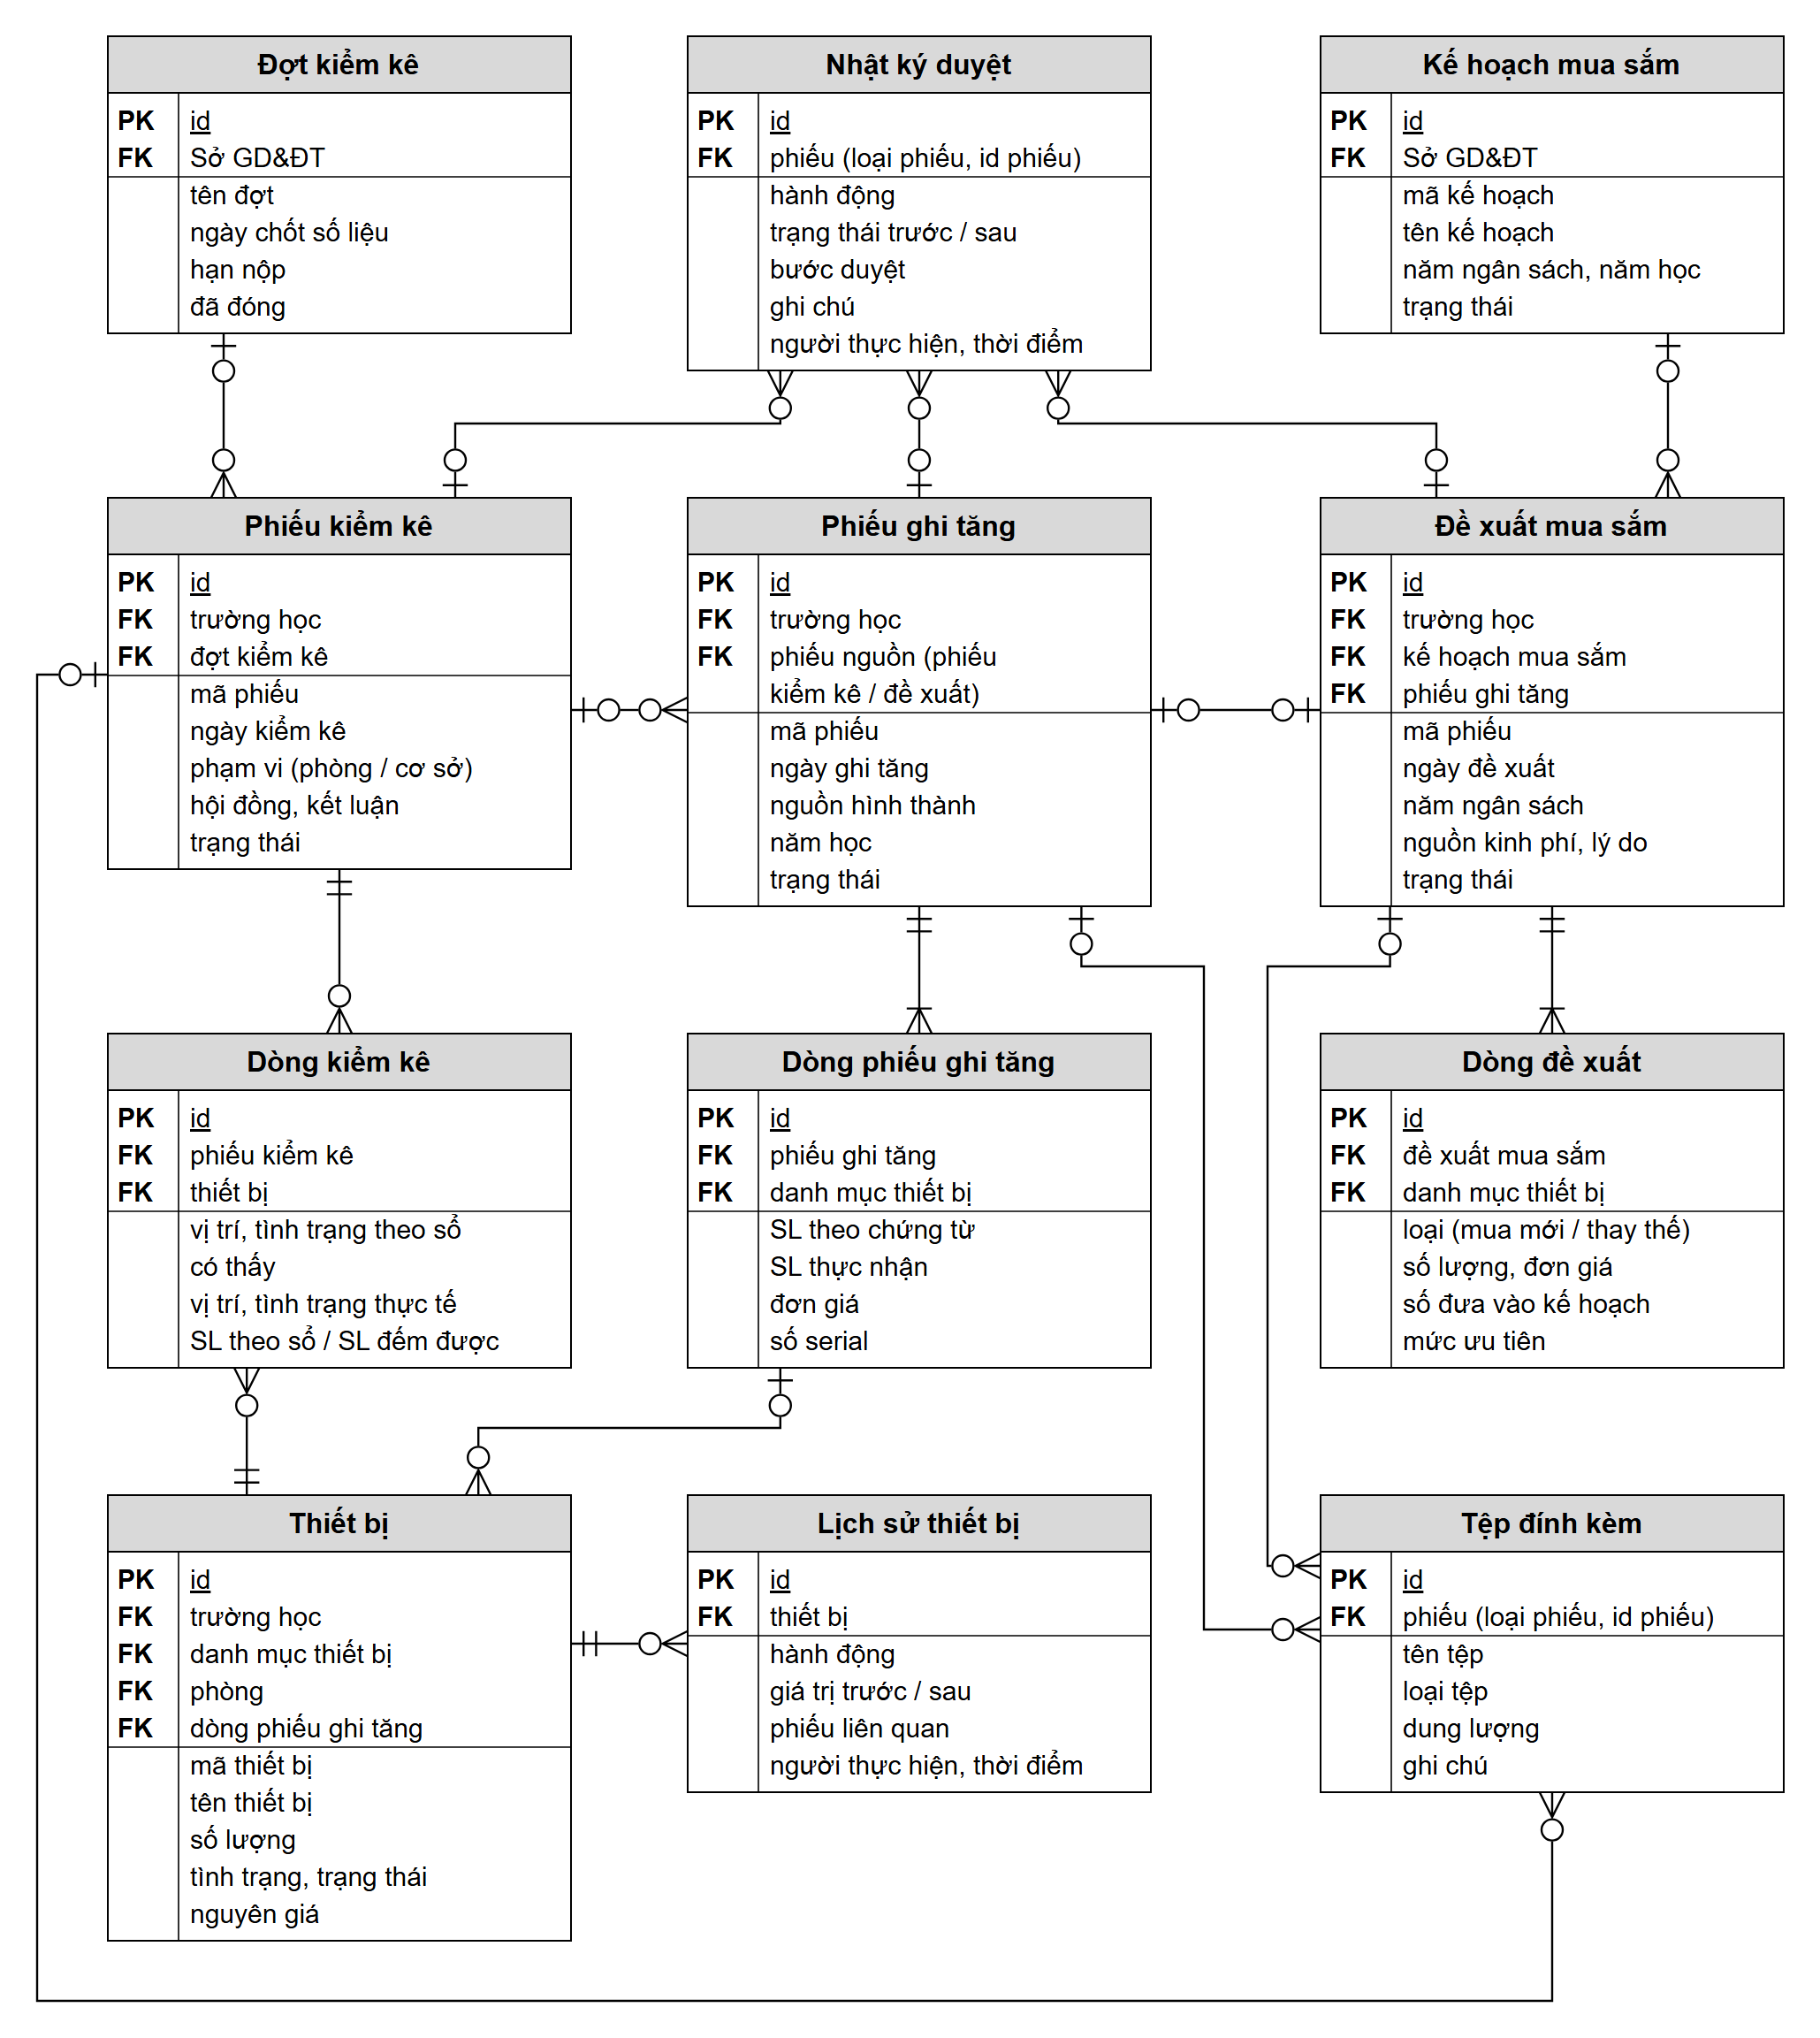 Đợt kiểm kê
PK id
FK Sở GD&ĐT
tên đợt
ngày chốt số liệu
hạn nộp
đã đóng
Nhật ký duyệt
PK id
FK phiếu (loại phiếu, id phiếu)
hành động
trạng thái trước / sau
bước duyệt
ghi chú
người thực hiện, thời điểm
Kế hoạch mua sắm
PK id
FK Sở GD&ĐT
mã kế hoạch
tên kế hoạch
năm ngân sách, năm học
trạng thái
Phiếu kiểm kê
PK id
FK trường học
FK đợt kiểm kê
mã phiếu
ngày kiểm kê
phạm vi (phòng / cơ sở)
hội đồng, kết luận
trạng thái
Phiếu ghi tăng
PK id
FK trường học
FK phiếu nguồn (phiếu
kiểm kê / đề xuất)
mã phiếu
ngày ghi tăng
nguồn hình thành
năm học
trạng thái
Đề xuất mua sắm
PK id
FK trường học
FK kế hoạch mua sắm
FK phiếu ghi tăng
mã phiếu
ngày đề xuất
năm ngân sách
nguồn kinh phí, lý do
trạng thái
Dòng kiểm kê
PK id
FK phiếu kiểm kê
FK thiết bị
vị trí, tình trạng theo sổ
có thấy
vị trí, tình trạng thực tế
SL theo sổ / SL đếm được
Dòng phiếu ghi tăng
PK id
FK phiếu ghi tăng
FK danh mục thiết bị
SL theo chứng từ
SL thực nhận
đơn giá
số serial
Dòng đề xuất
PK id
FK đề xuất mua sắm
FK danh mục thiết bị
loại (mua mới / thay thế)
số lượng, đơn giá
số đưa vào kế hoạch
mức ưu tiên
Thiết bị
PK id
FK trường học
FK danh mục thiết bị
FK phòng
FK dòng phiếu ghi tăng
mã thiết bị
tên thiết bị
số lượng
tình trạng, trạng thái
nguyên giá
Lịch sử thiết bị
PK id
FK thiết bị
hành động
giá trị trước / sau
phiếu liên quan
người thực hiện, thời điểm
Tệp đính kèm
PK id
FK phiếu (loại phiếu, id phiếu)
tên tệp
loại tệp
dung lượng
ghi chú